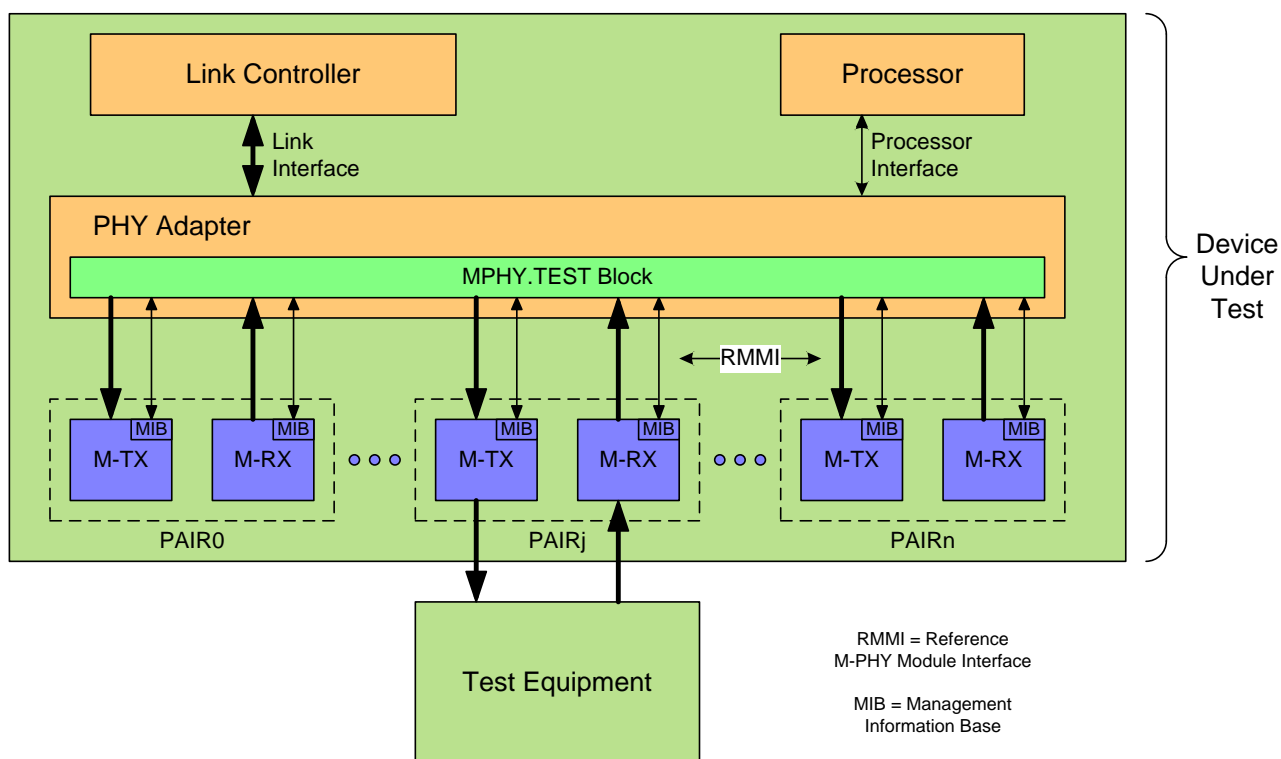 Link Controller
Processor
Link
Interface
Processor
Interface
PHY Adapter
MPHY.TEST Block
Device
Under
Test
RMMI
MIB
MIB
MIB
MIB
MIB
MIB
M-TX
M-RX
M-TX
M-RX
M-TX
M-RX
PAIR0
PAIRj
PAIRn
Test Equipment
RMMI = Reference
M-PHY Module Interface
MIB = Management
Information Base